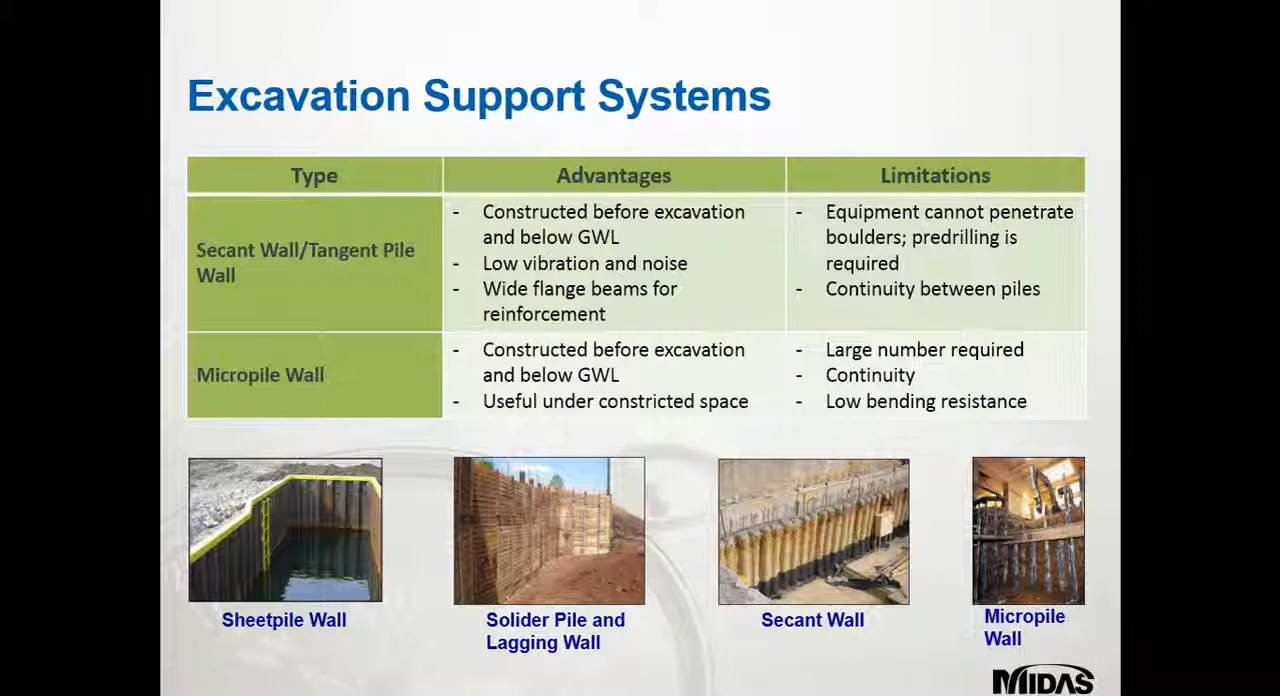 Excavation Support Systems
Type
Advantages
Limitations
Secant Wall/Tangent Pile
Wall
- Constructed before excavation
and below GWL
- Low vibration and noise
- Wide flange beams for
reinforcement
- Equipment cannot penetrate
boulders; predrilling is
required
- Continuity between piles
Micropile Wall
- Constructed before excavation
and below GWL
- Useful under constricted space
- Large number required
- Continuity
- Low bending resistance
Sheetpile Wall
Solider Pile and
Lagging Wall
Secant Wall
Micropile
Wall
MIDAS